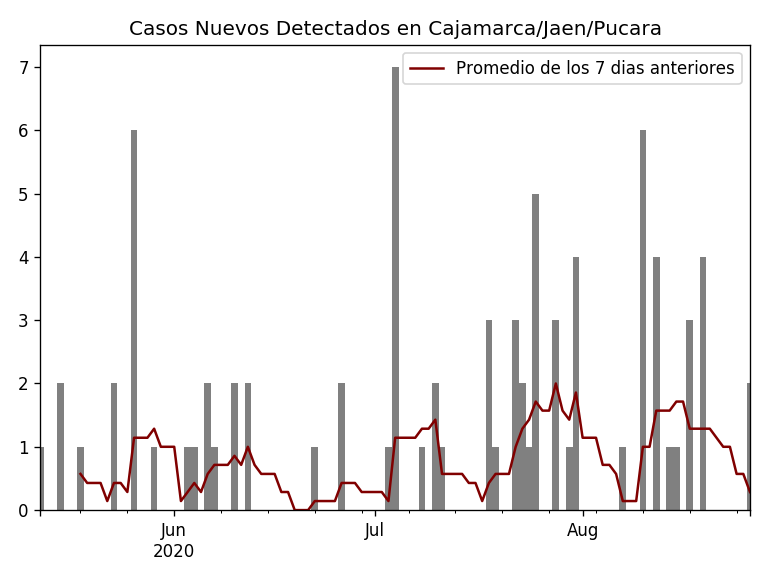 Casos Nuevos Detectados en Cajamarca/Jaen/Pucara
Promedio de los 7 dias anteriores
7
6
5
4
3
2
1
0
Jun
2020
Jul
Aug